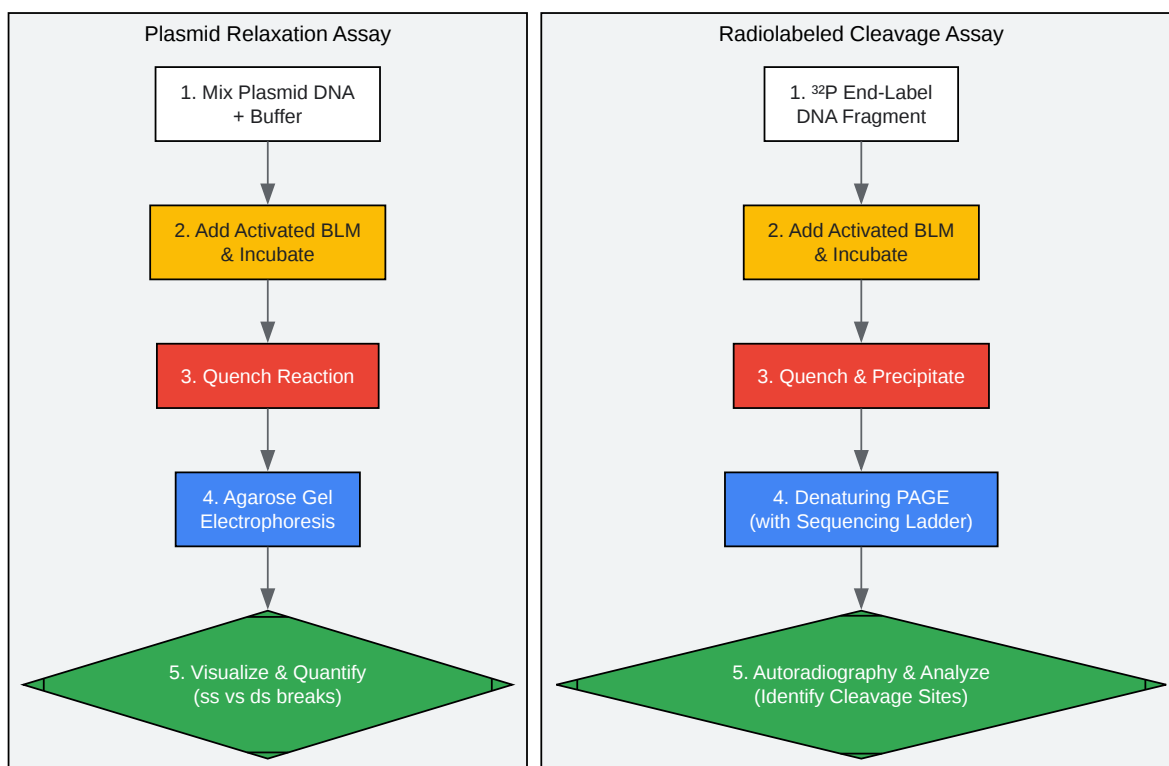 Plasmid Relaxation Assay
1. Mix Plasmid DNA
+ Buffer
2. Add Activated BLM
& Incubate
3. Quench Reaction
4. Agarose Gel
Electrophoresis
5. Visualize & Quantify
(ss vs ds breaks)
Radiolabeled Cleavage Assay
1. ³²P End-Label
DNA Fragment
2. Add Activated BLM
& Incubate
3. Quench & Precipitate
4. Denaturing PAGE
(with Sequencing Ladder)
5. Autoradiography & Analyze
(Identify Cleavage Sites)